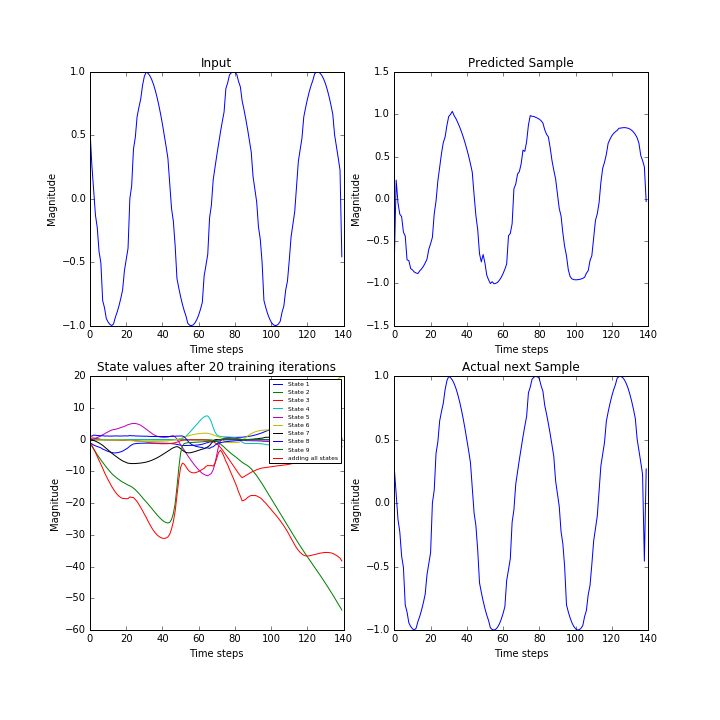 Input
1.0
0.5
0.0
−0.5
−1.0
Magnitude
0 20 40 60 80 100 120 140
Time steps
Predicted Sample
1.5
1.0
0.5
0.0
−0.5
−1.0
−1.5
Magnitude
0 20 40 60 80 100 120 140
Time steps
State values after 20 training iterations
20
10
0
−10
−20
−30
−40
−50
−60
Magnitude
0 20 40 60 80 100 120 140
Time steps
State 1
State 2
State 3
State 4
State 5
State 6
State 7
State 8
State 9
adding all states
Actual next Sample
1.0
0.5
0.0
−0.5
−1.0
Magnitude
0 20 40 60 80 100 120 140
Time steps